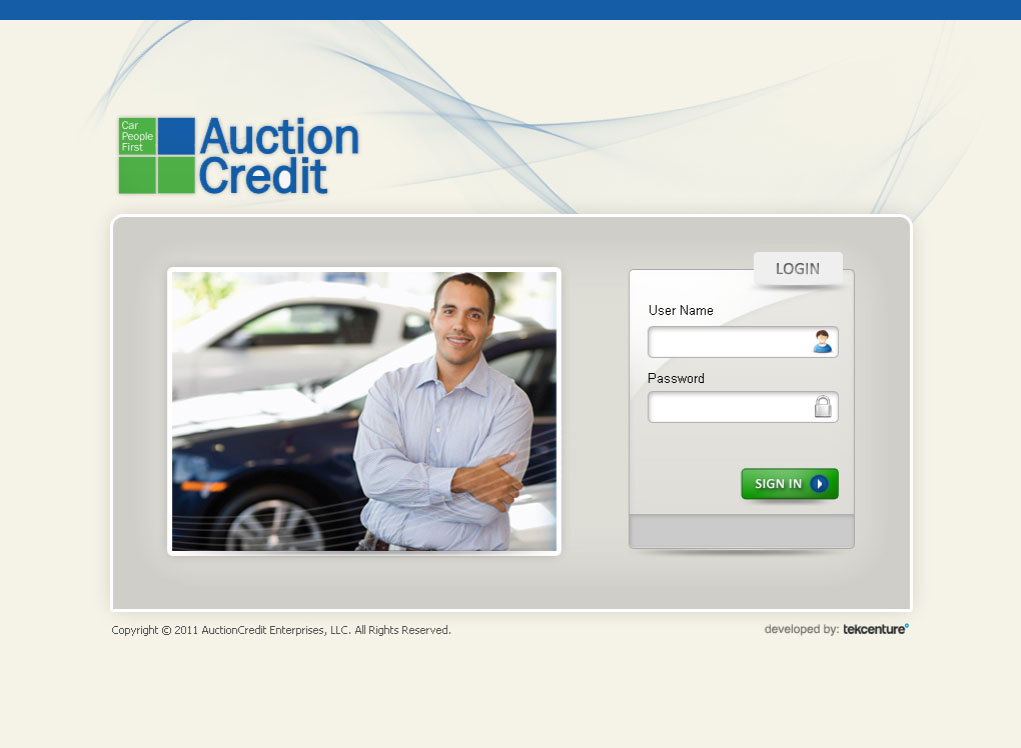 Car
People
First
Auction
Credit
LOGIN
User Name
Password
SIGN IN
Copyright © 2011 AuctionCredit Enterprises, LLC. All Rights Reserved.
developed by: tekcenture